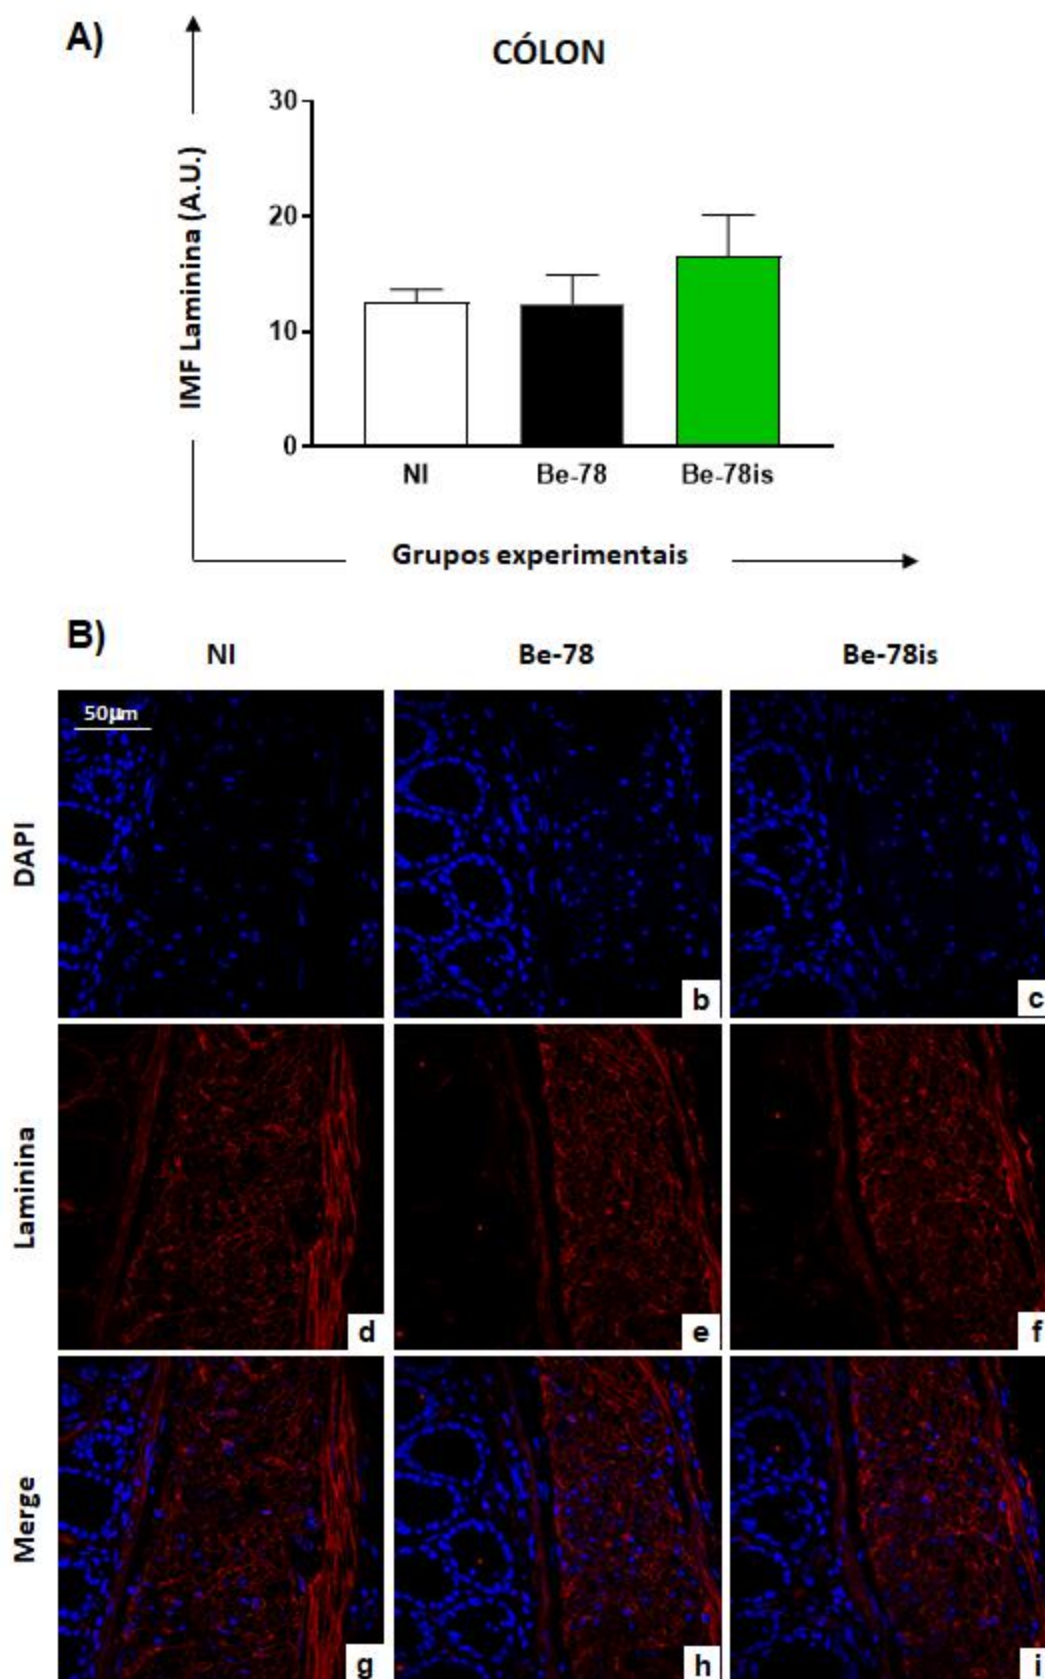 A)
CÓLON
IMF Laminina (A.U.)
30
20
10
0
NI Be-78 Be-78is
Grupos experimentais
B)
NI Be-78 Be-78is
DAPI
50µm
b c
Laminina
d e f
Merge
g h i